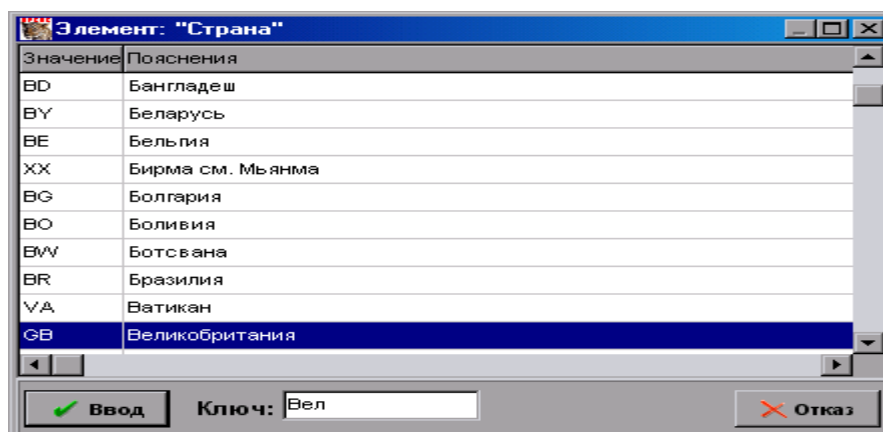 Элемент: "Страна"
Значение Пояснения
BD Бангладеш
BY Беларусь
BE Бельгия
XX Бирма см. Мьянма
BG Болгария
BO Боливия
BW Ботсвана
BR Бразилия
VA Ватикан
GB Великобритания
Ввод Ключ: Вел Отказ